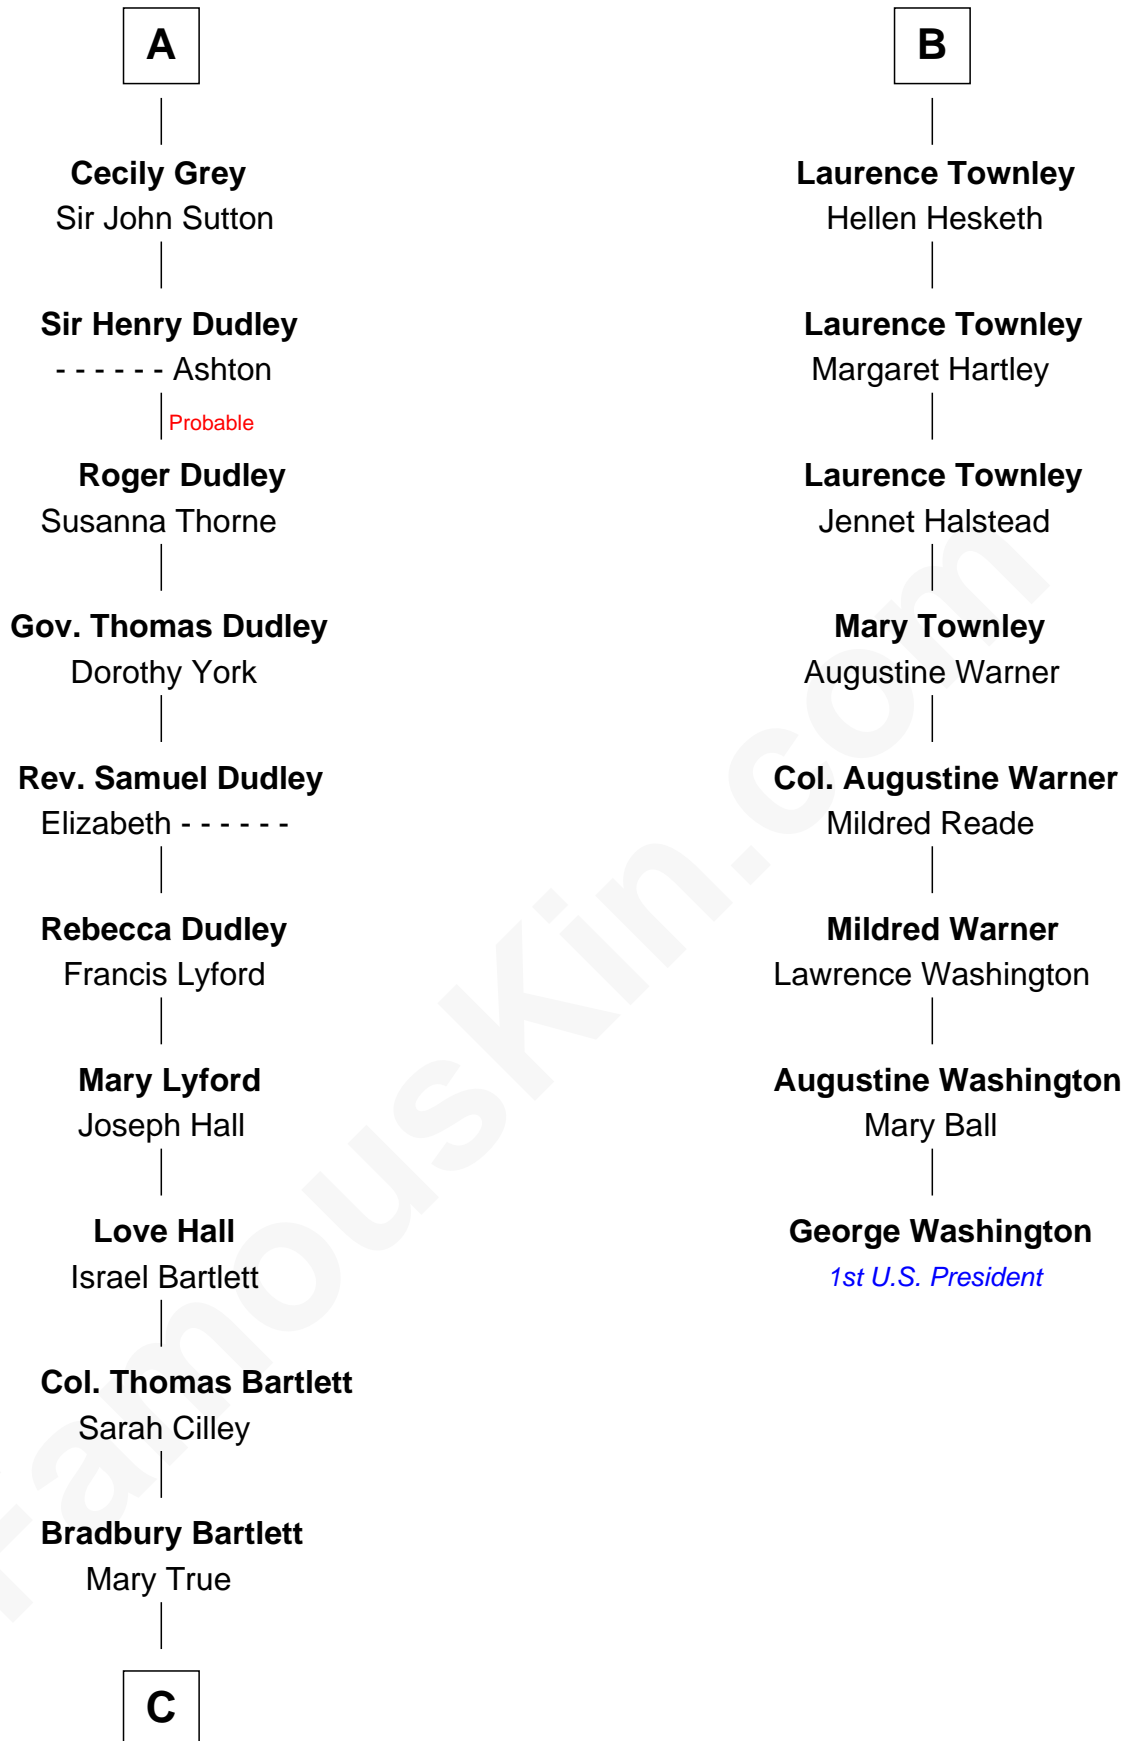 A
Cecily Grey
Sir John Sutton
Sir Henry Dudley
- - - - - - Ashton
Probable
Roger Dudley
Susanna Thorne
Gov. Thomas Dudley
Dorothy York
Rev. Samuel Dudley
Elizabeth - - - - - -
Rebecca Dudley
Francis Lyford
Mary Lyford
Joseph Hall
Love Hall
Israel Bartlett
Col. Thomas Bartlett
Sarah Cilley
Bradbury Bartlett
Mary True
C
B
Laurence Townley
Hellen Hesketh
Laurence Townley
Margaret Hartley
Laurence Townley
Jennet Halstead
Mary Townley
Augustine Warner
Col. Augustine Warner
Mildred Reade
Mildred Warner
Lawrence Washington
Augustine Washington
Mary Ball
George Washington
1st U.S. President
FamousKin.com